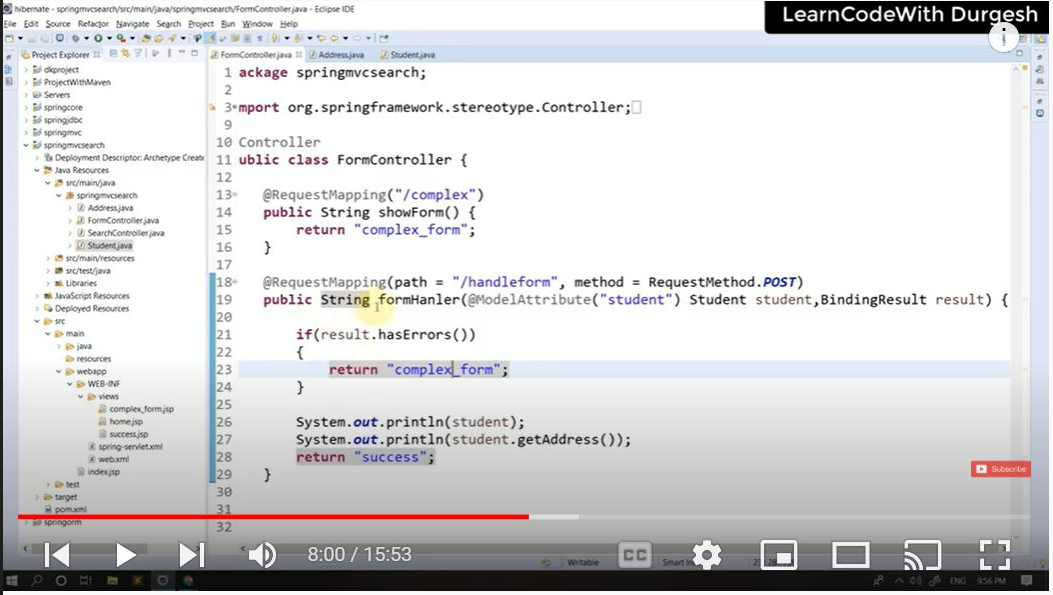 hibernate - springmvcsearch/src/main/java/springmvcsearch/FormController.java - Eclipse IDE
LearnCodeWith Durgesh
File Edit Source Refactor Navigate Search Project Run Window Help
Project Explorer
FormController.java Address.java Student.java
dkproject
ProjectWithMaven
Servers
springcore
springjdbc
springmvc
springmvcsearch
Deployment Descriptor: Archetype Create
Java Resources
src/main/java
springmvcsearch
Address.java
FormController.java
SearchController.java
Student.java
src/main/resources
src/test/java
Libraries
JavaScript Resources
Deployed Resources
src
main
java
resources
webapp
WEB-INF
views
complex_form.jsp
home.jsp
success.jsp
spring-servlet.xml
web.xml
index.jsp
test
target
pom.xml
springorm
1 ackage springmvcsearch;
2
3 mport org.springframework.stereotype.Controller;
9
10 Controller
11 ublic class FormController {
12
13 @RequestMapping("/complex")
14 public String showForm() {
15 return "complex_form";
16 }
17
18 @RequestMapping(path = "/handleform", method = RequestMethod.POST)
19 public String formHanler(@ModelAttribute("student") Student student,BindingResult result) {
20
21 if(result.hasErrors())
22 {
23 return "complex_form";
24 }
25
26 System.out.println(student);
27 System.out.println(student.getAddress());
28 return "success";
29 }
30
31
32
Subscribe
8:00 / 15:53
CC
Writable
Smart
ENG 9:56 PM